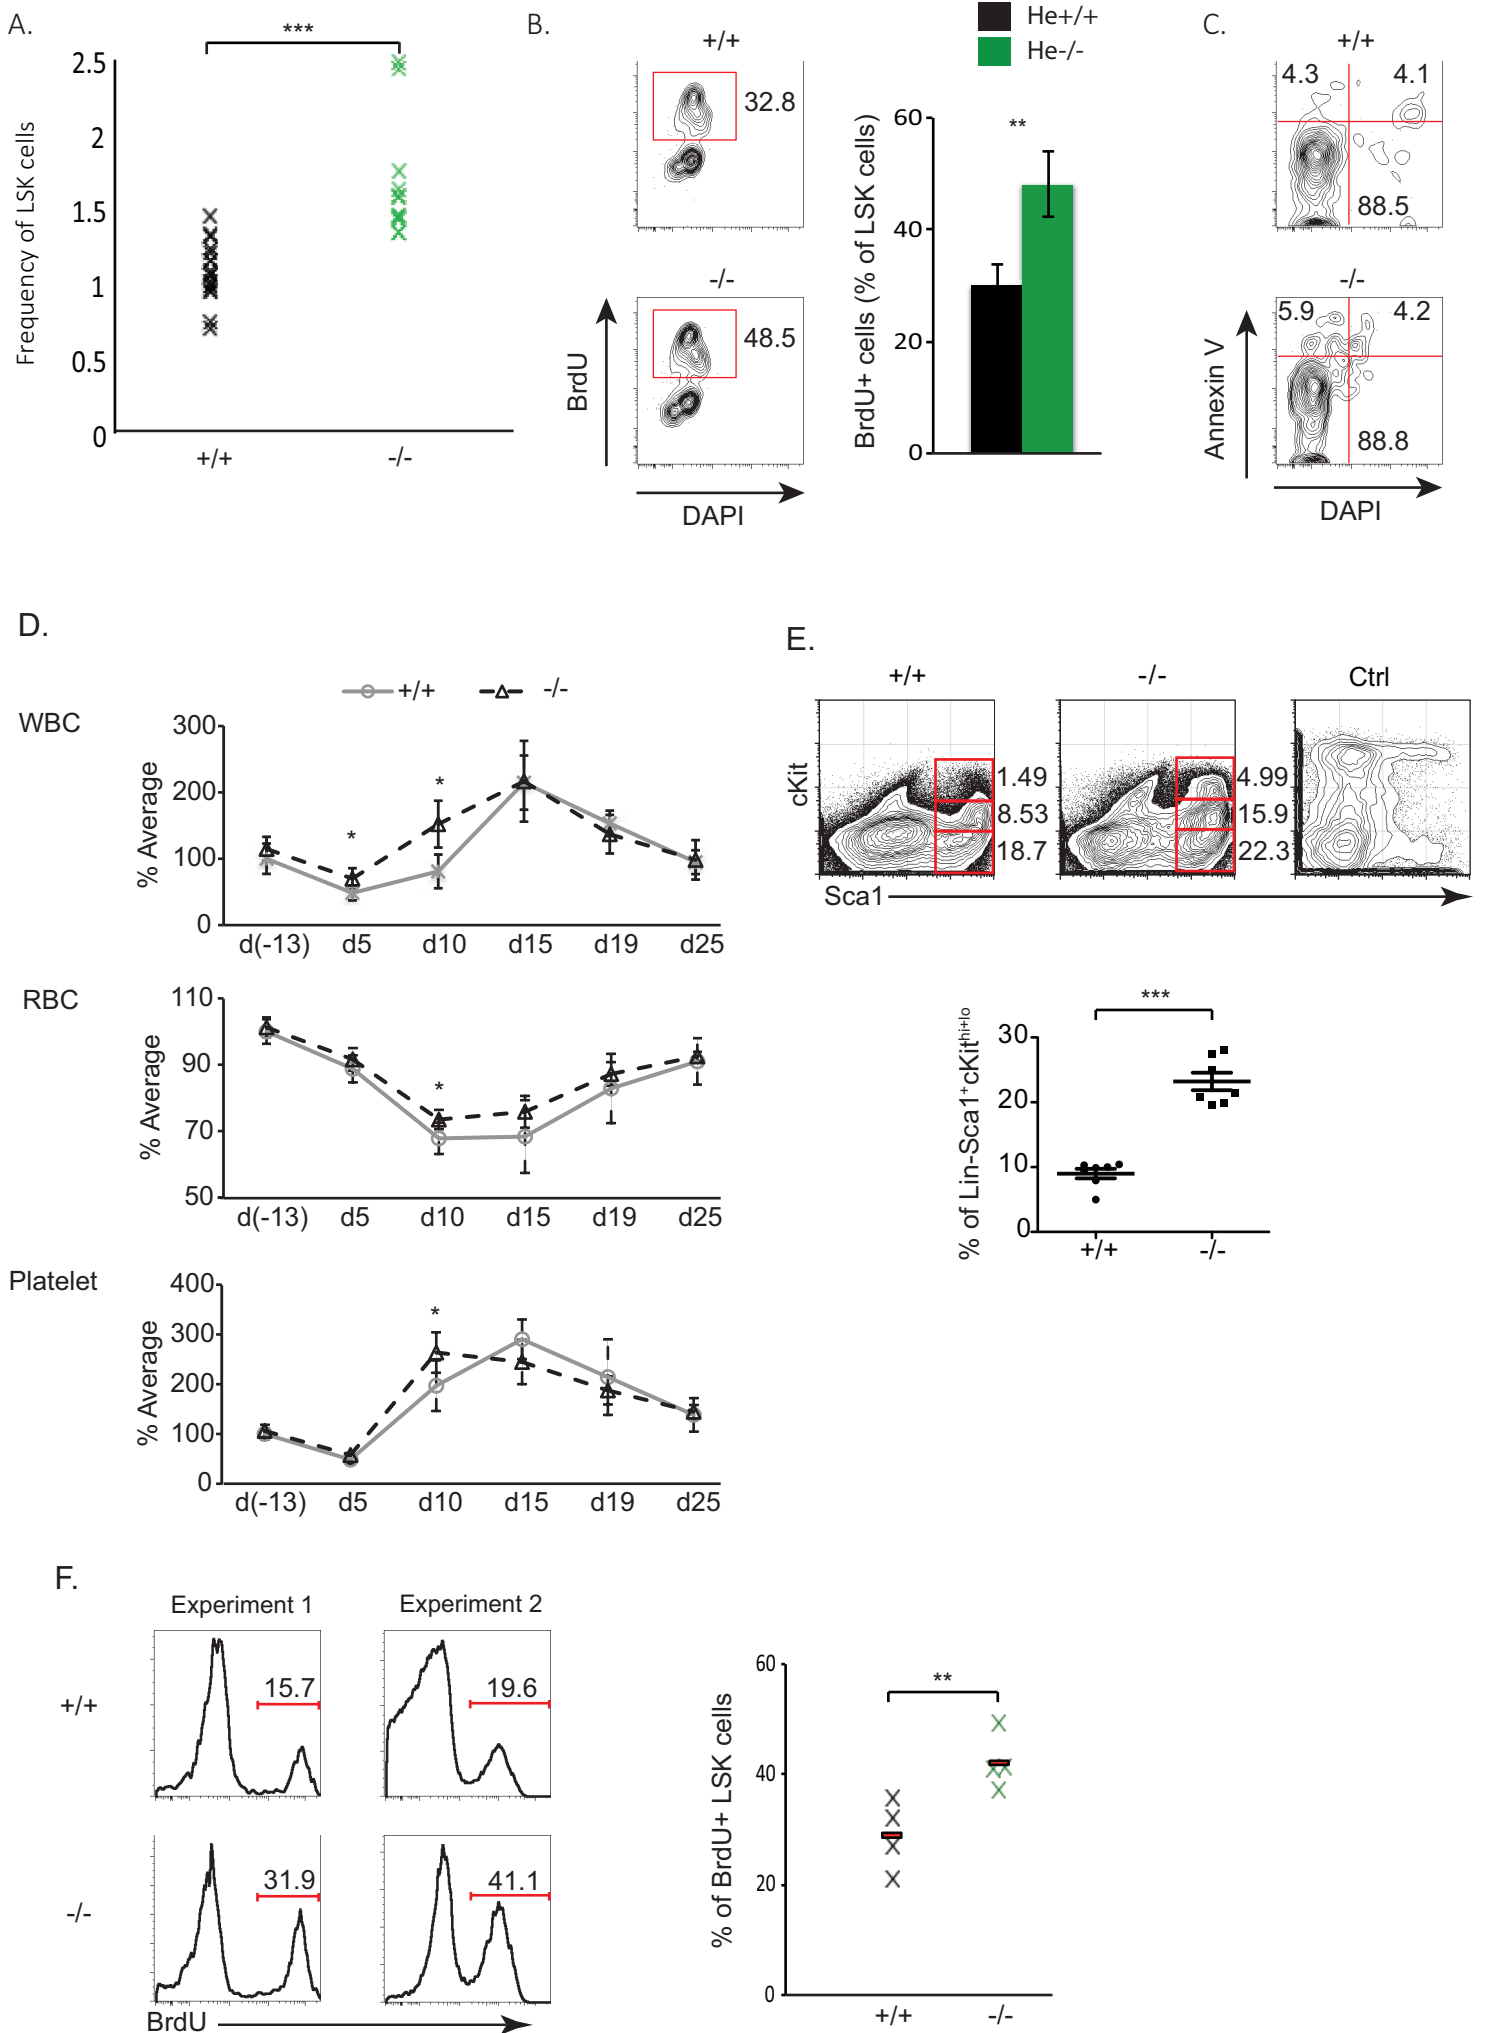 A.
***
2.5
2
1.5
1
0.5
0
Frequency of LSK cells
+/+
-/-
B.
He+/+
He-/-
+/+
32.8
-/-
48.5
BrdU
DAPI
**
60
40
20
0
BrdU+ cells (% of LSK cells)
C.
+/+
4.3
4.1
88.5
-/-
5.9
4.2
88.8
Annexin V
DAPI
D.
+/+
-/-
WBC
% Average
300
200
100
0
*
*
d(-13)
d5
d10
d15
d19
d25
RBC
% Average
110
90
70
50
*
d(-13)
d5
d10
d15
d19
d25
Platelet
% Average
400
300
200
100
0
*
d(-13)
d5
d10
d15
d19
d25
E.
+/+
-/-
Ctrl
cKit
1.49
8.53
18.7
4.99
15.9
22.3
Sca1
***
30
20
10
0
% of Lin-Sca1⁺cKitʰⁱ⁺ˡᵒ
+/+
-/-
F.
Experiment 1
Experiment 2
+/+
15.7
19.6
-/-
31.9
41.1
BrdU
**
60
40
20
0
% of BrdU+ LSK cells
+/+
-/-